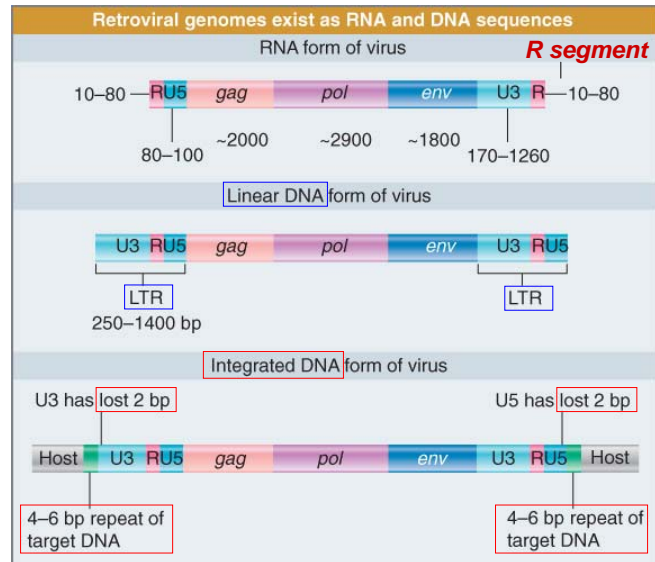 Retroviral genomes exist as RNA and DNA sequences
RNA form of virus
R segment
10–80
R U5 gag pol env U3 R
10–80
80–100
~2000
~2900
~1800
170–1260
Linear DNA form of virus
U3 R U5 gag pol env U3 R U5
LTR
LTR
250–1400 bp
Integrated DNA form of virus
U3 has lost 2 bp
U5 has lost 2 bp
Host U3 R U5 gag pol env U3 R U5 Host
4–6 bp repeat of
target DNA
4–6 bp repeat of
target DNA